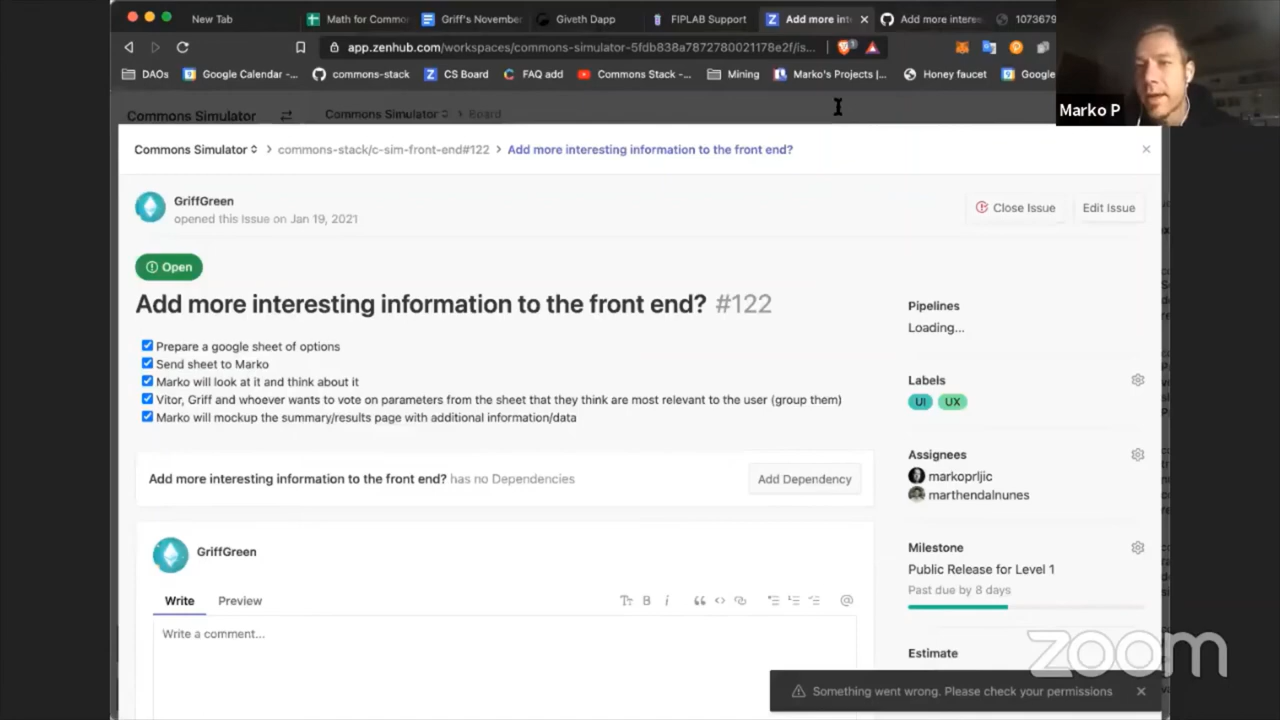 New Tab
Math for Commo
Griff's November
Giveth Dapp
FIPLAB Support
Add more int
Add more intere
1073679
app.zenhub.com/workspaces/commons-simulator-5fdb838a7872780021178e2f/is...
DAOs
Google Calendar -...
commons-stack
CS Board
FAQ add
Commons Stack -...
Mining
Marko's Projects |...
Honey faucet
Google
Marko P
Commons Simulator
Commons Simulator > Board
Commons Simulator > commons-stack/c-sim-front-end#122 > Add more interesting information to the front end?
GriffGreen
opened this Issue on Jan 19, 2021
Close Issue
Edit Issue
Open
Add more interesting information to the front end? #122
Prepare a google sheet of options
Send sheet to Marko
Marko will look at it and think about it
Vitor, Griff and whoever wants to vote on parameters from the sheet that they think are most relevant to the user (group them)
Marko will mockup the summary/results page with additional information/data
Add more interesting information to the front end? has no Dependencies
Add Dependency
GriffGreen
Write
Preview
Write a comment...
Pipelines
Loading...
Labels
UI
UX
Assignees
markoprljic
marthendalnunes
Milestone
Public Release for Level 1
Past due by 8 days
Estimate
Something went wrong. Please check your permissions
zoom